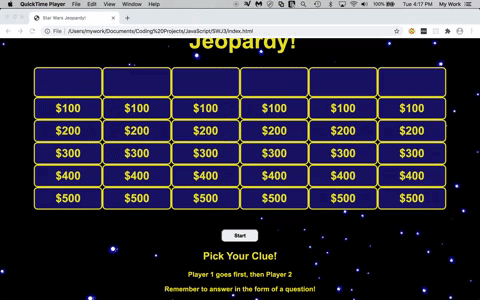 QuickTime Player File Edit View Window Help 100% Tue 4:17 PM My Work
Star Wars Jeopardy!
File | /Users/mywork/Documents/Coding%20Projects/JavaScript/SWJ3/index.html
Jeopardy!
$100 $100 $100 $100 $100 $100
$200 $200 $200 $200 $200 $200
$300 $300 $300 $300 $300 $300
$400 $400 $400 $400 $400 $400
$500 $500 $500 $500 $500 $500
Start
Pick Your Clue!
Player 1 goes first, then Player 2
Remember to answer in the form of a question!